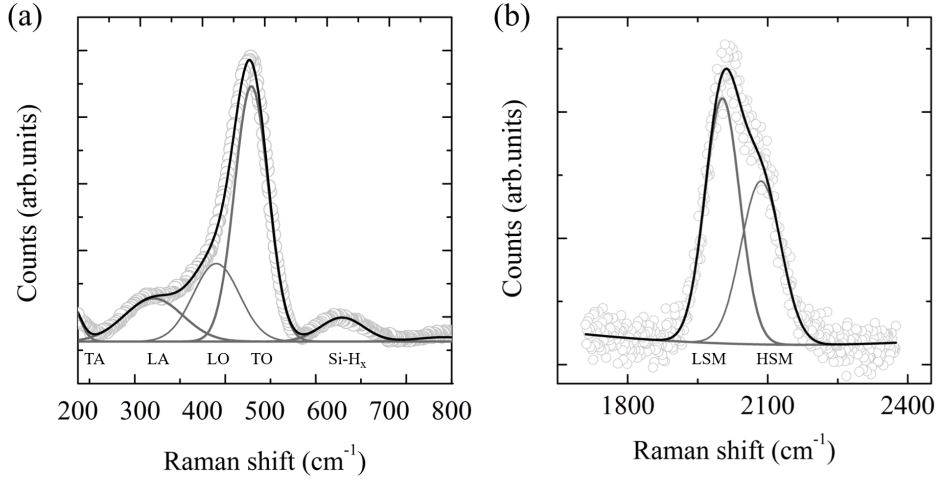 (a)
Counts (arb.units)
TA LA LO TO Si-Hx
200 300 400 500 600 700 800
Raman shift (cm-1)
(b)
Counts (arb.units)
LSM HSM
1800 2100 2400
Raman shift (cm-1)